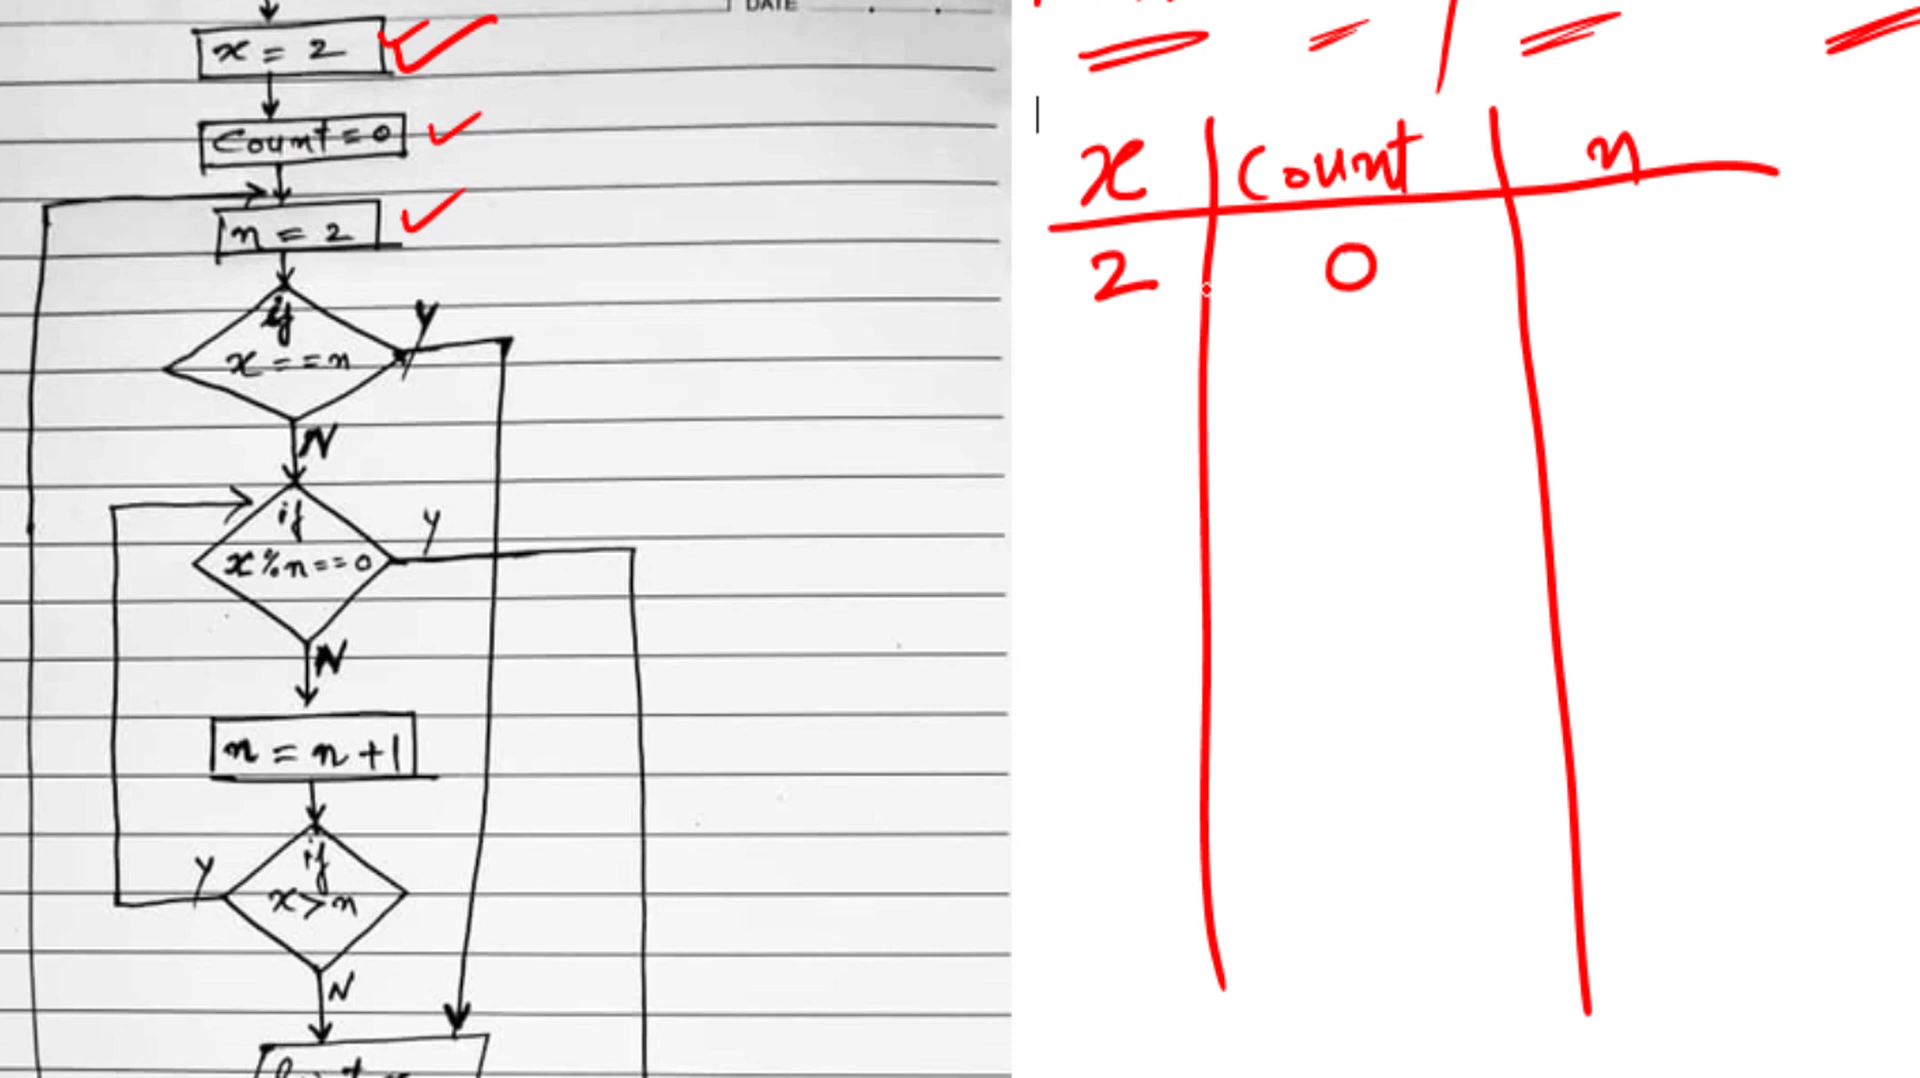 DATE
x = 2
Count = 0
n = 2
if
x == n
Y
N
if
x % n == 0
Y
N
n = n + 1
if
x > n
Y
N
x Count n
2 0